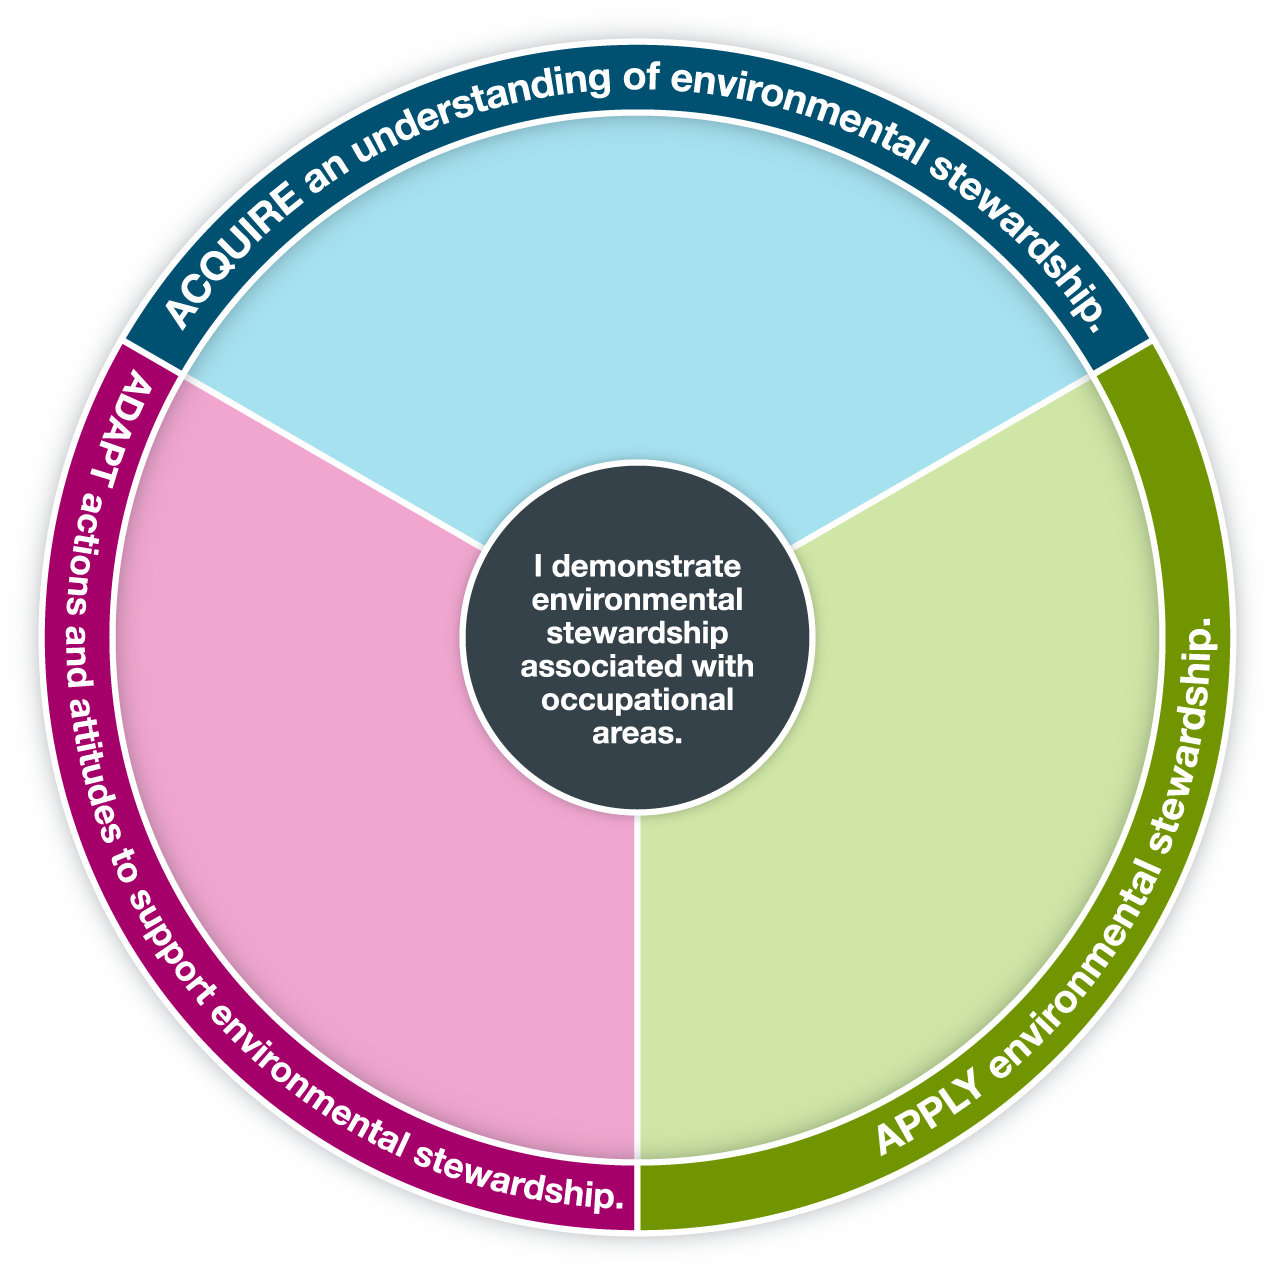 ACQUIRE an understanding of environmental stewardship.
APPLY environmental stewardship.
ADAPT actions and attitudes to support environmental stewardship.
I demonstrate
environmental
stewardship
associated with
occupational
areas.